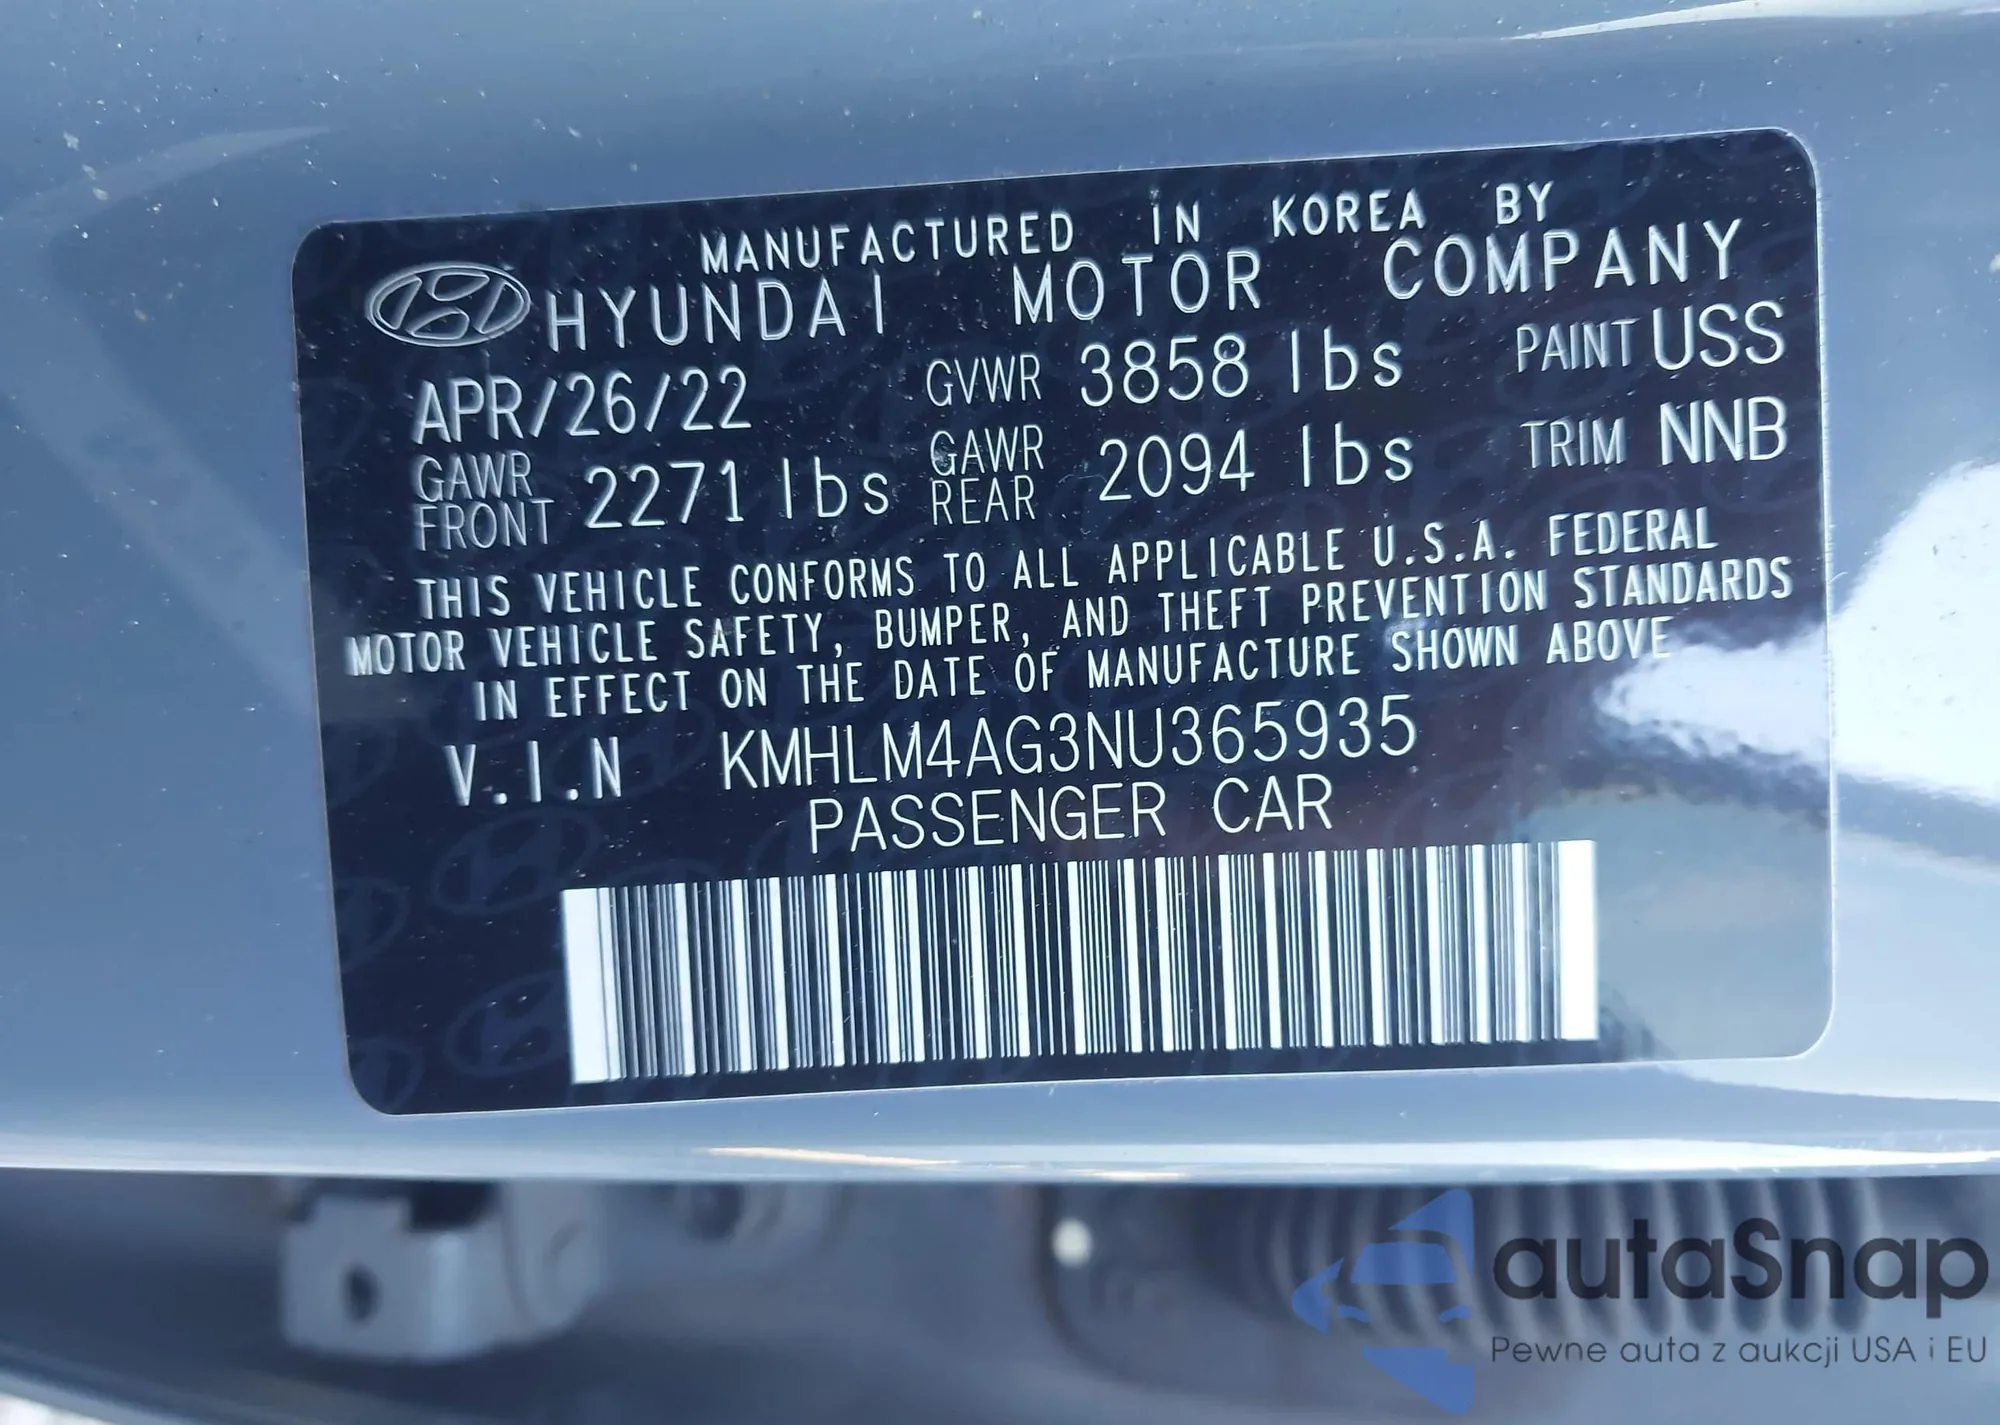 MANUFACTURED IN KOREA BY
HYUNDAI MOTOR COMPANY
APR/26/22 GVWR 3858 lbs PAINT USS
GAWR FRONT 2271 lbs GAWR REAR 2094 lbs TRIM NNB
THIS VEHICLE CONFORMS TO ALL APPLICABLE U.S.A. FEDERAL
MOTOR VEHICLE SAFETY, BUMPER, AND THEFT PREVENTION STANDARDS
IN EFFECT ON THE DATE OF MANUFACTURE SHOWN ABOVE
V.I.N KMHLM4AG3NU365935
PASSENGER CAR
autoSnap
Pewne auta z aukcji USA i EU